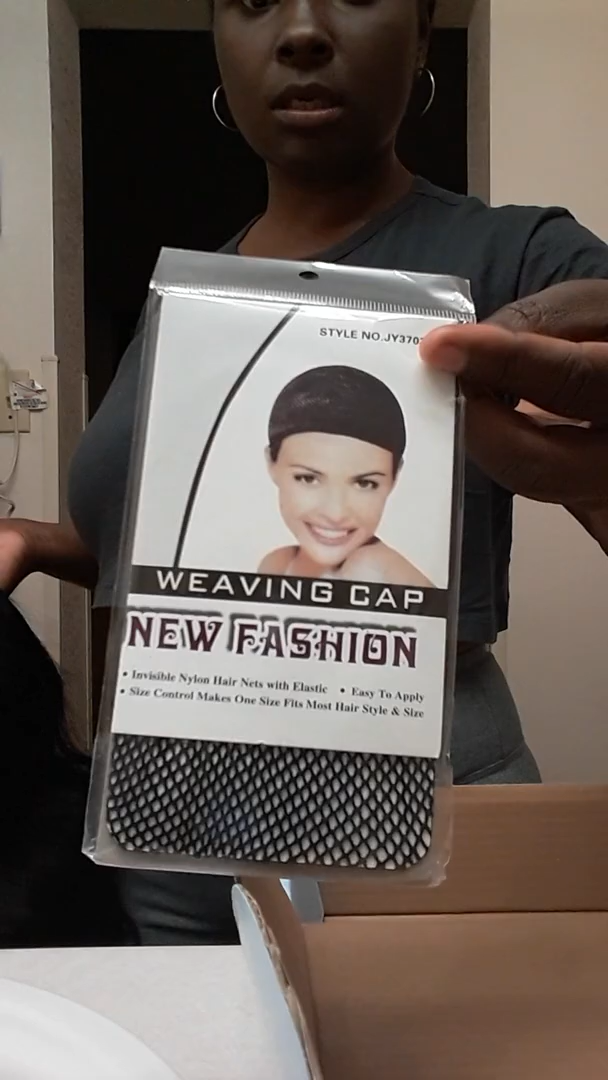 WEAVING CAP
NEW FASHION
• Invisible Nylon Hair Nets with Elastic • Easy To Apply
• Size Control Makes One Size Fits Most Hair Style & Size
STYLE NO.